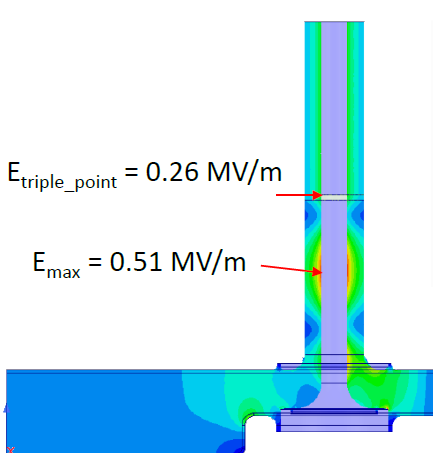 E_triple_point = 0.26 MV/m
E_max = 0.51 MV/m